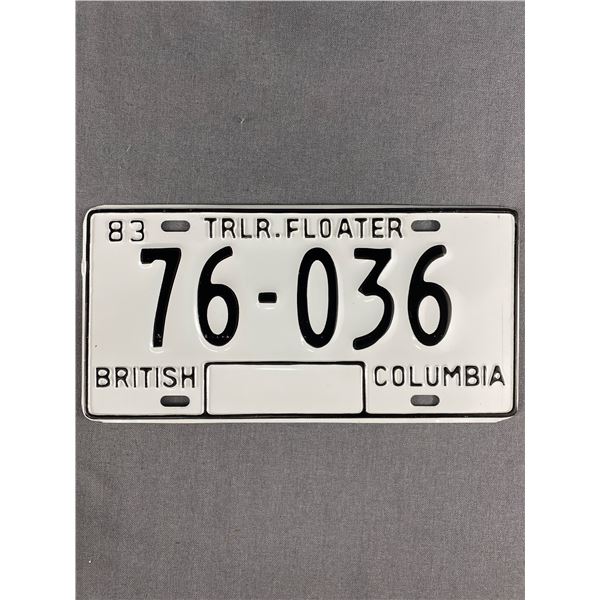 83 TRLR.FLOATER
76-036
BRITISH COLUMBIA